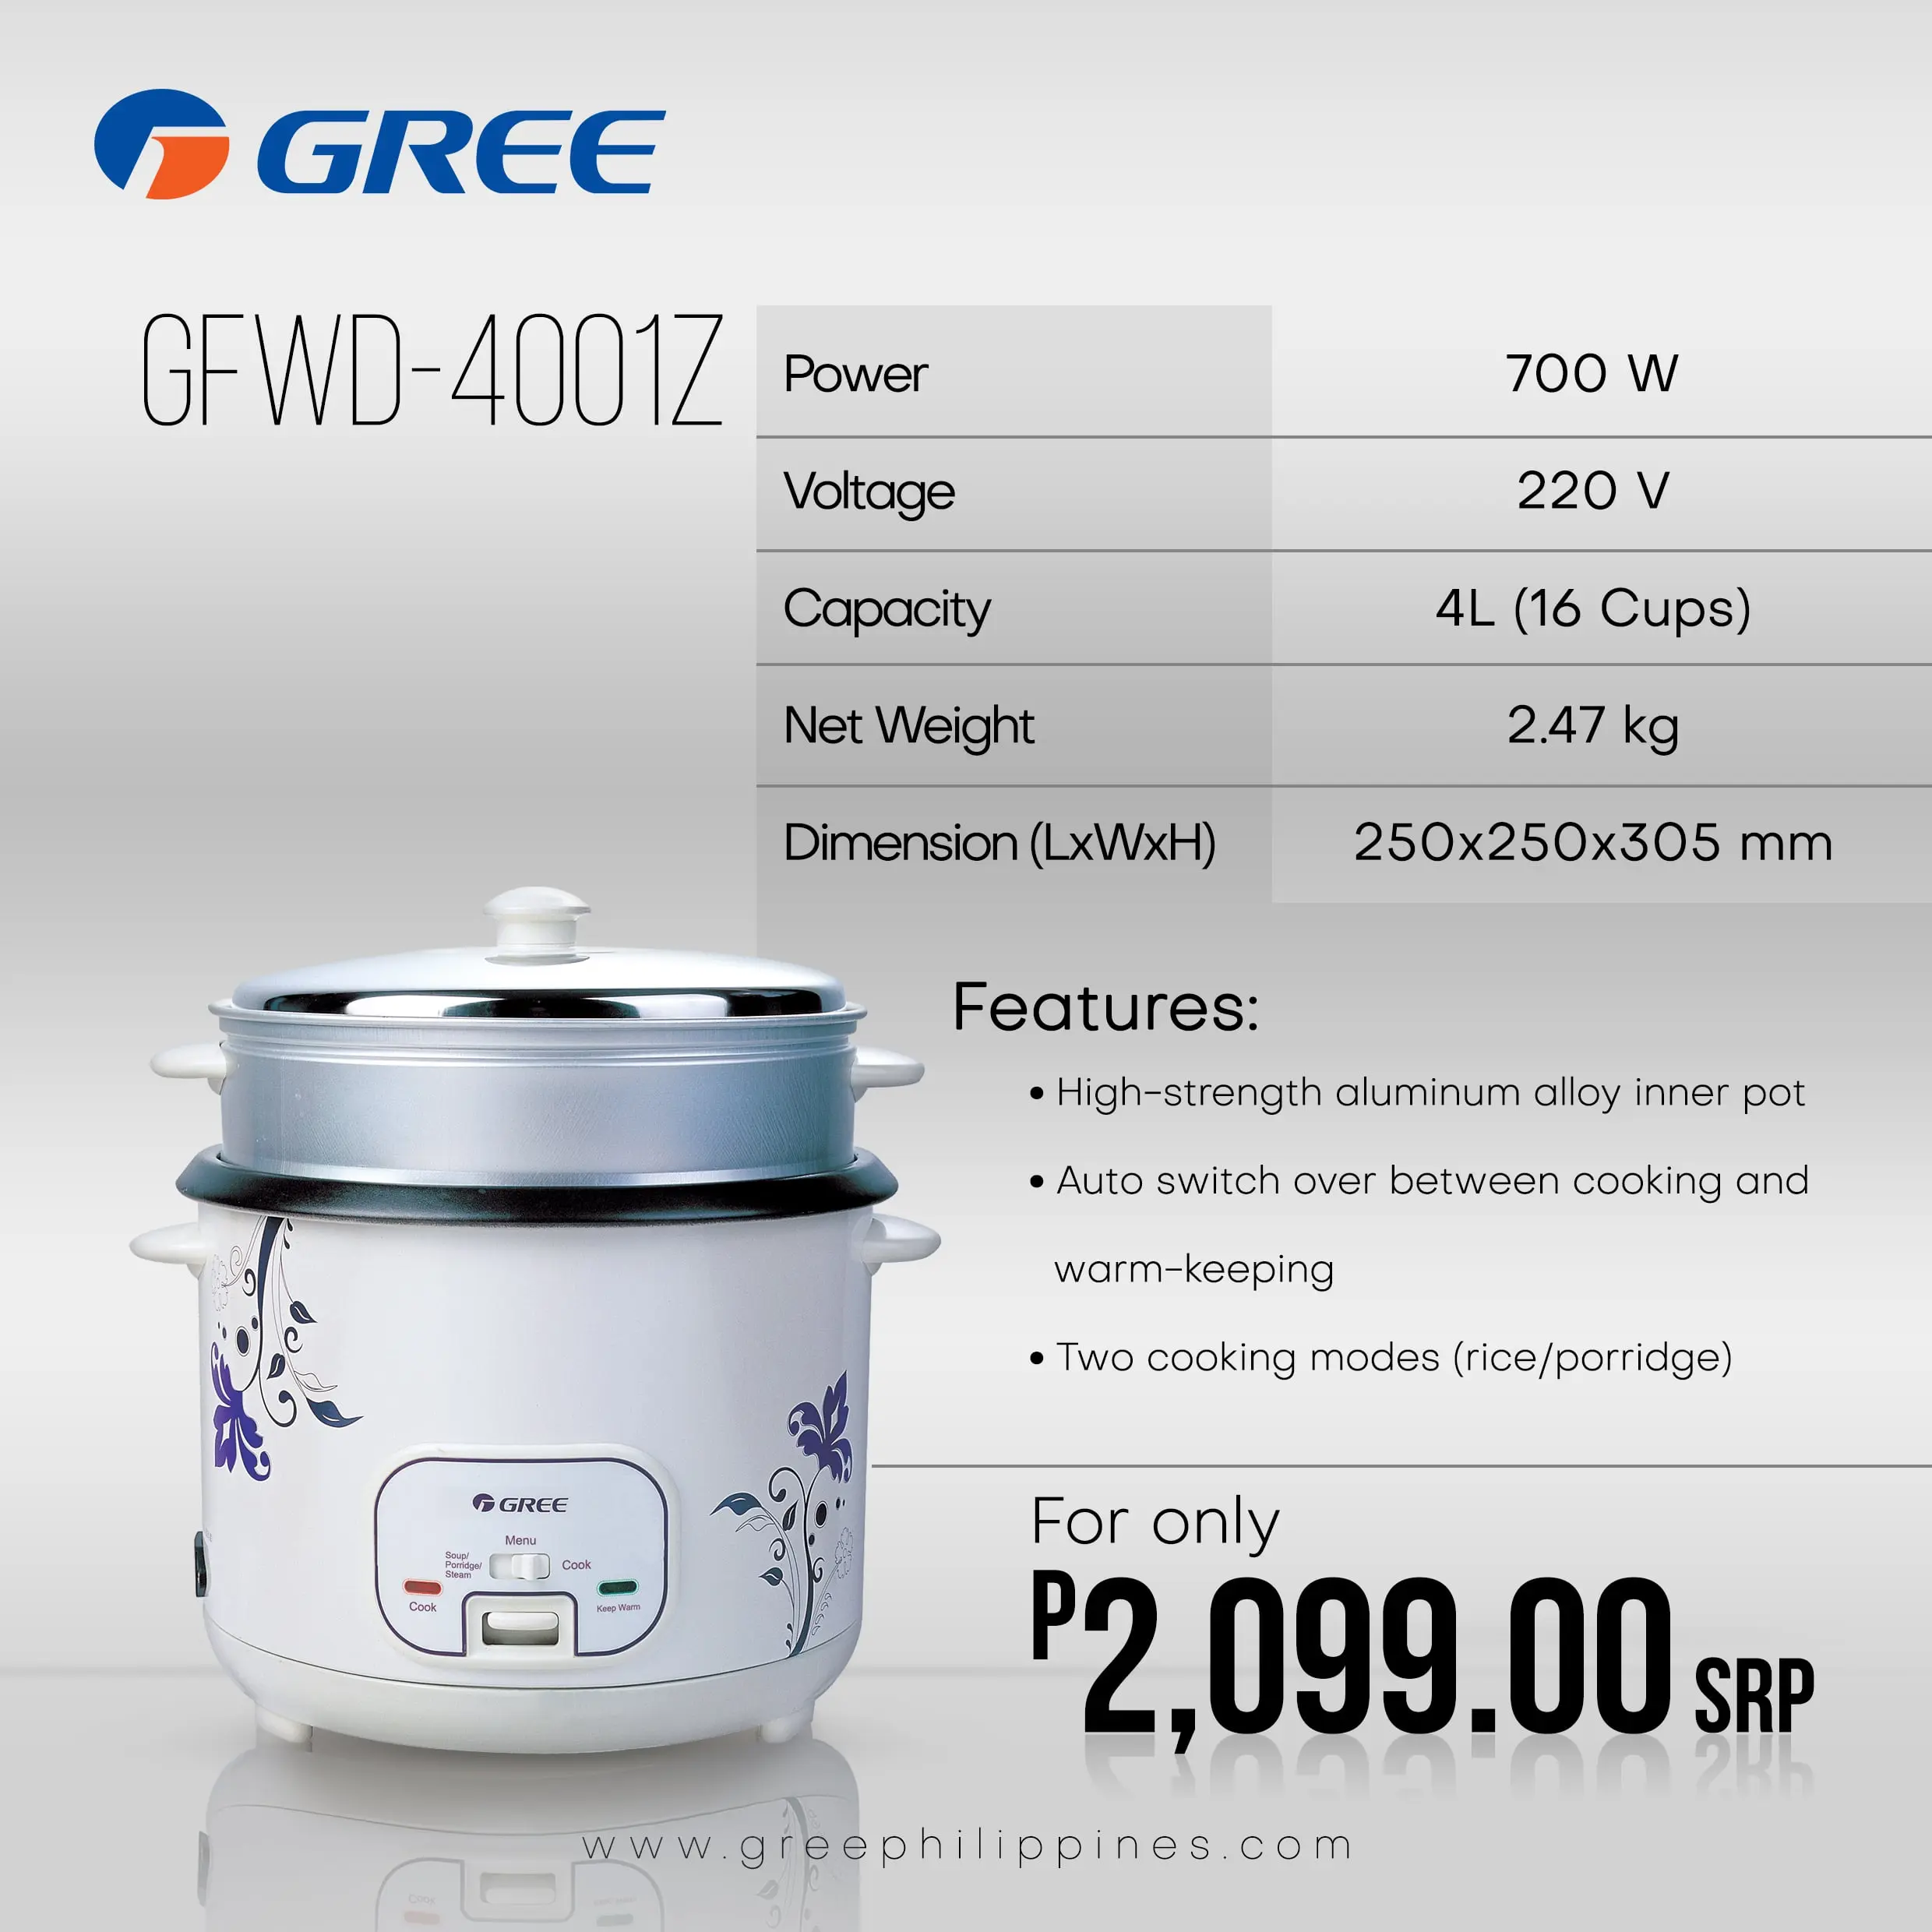 GREE
GFWD-4001Z
Power 700 W
Voltage 220 V
Capacity 4L (16 Cups)
Net Weight 2.47 kg
Dimension (LxWxH) 250x250x305 mm
Features:
• High-strength aluminum alloy inner pot
• Auto switch over between cooking and
warm-keeping
• Two cooking modes (rice/porridge)
GREE
Menu
Soup/
Porridge/
Steam
Cook
Cook
Keep Warm
For only
P2,099.00 SRP
www.greephilippines.com